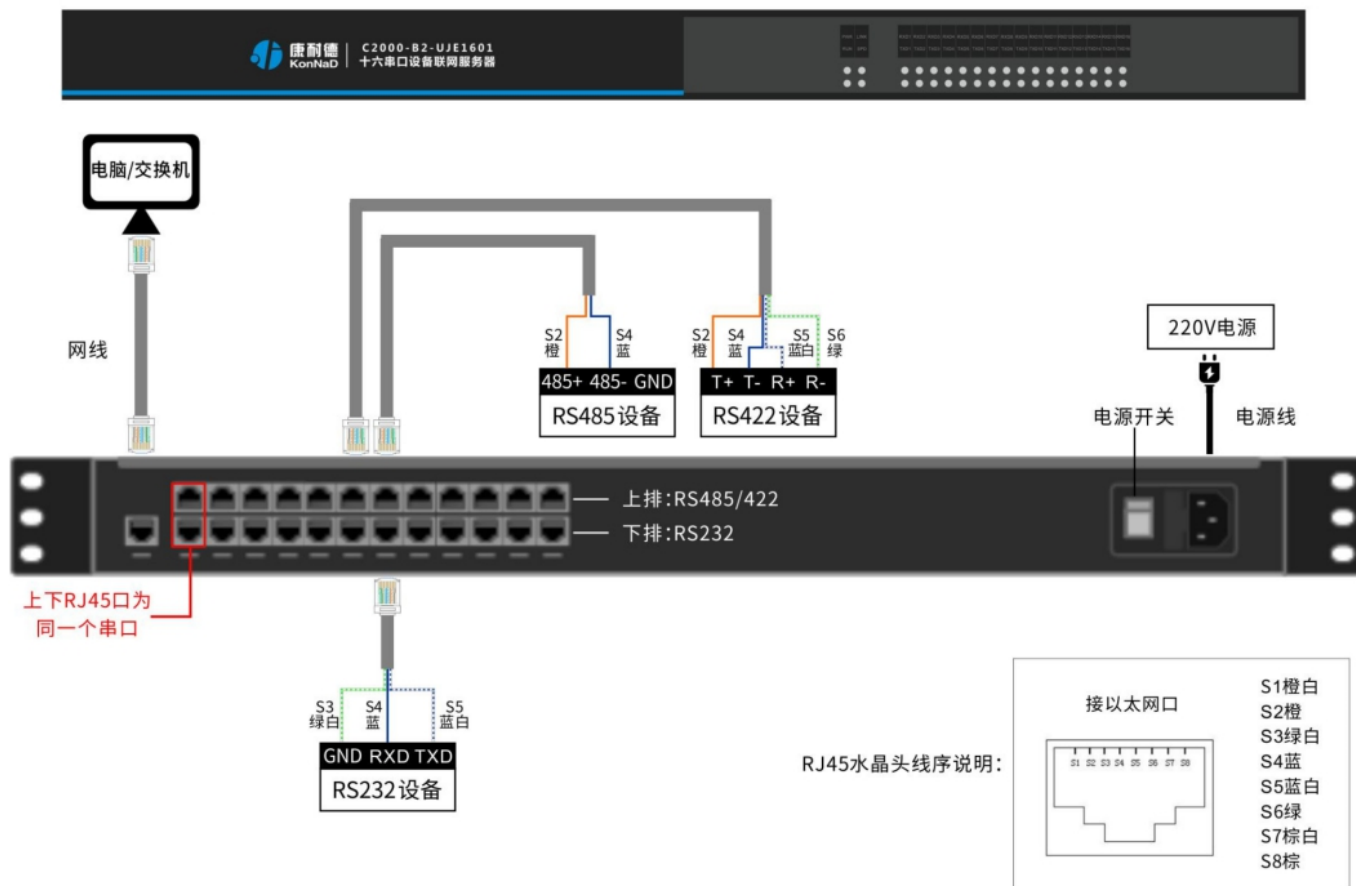 康耐德
KonNaD
C2000-B2-UJE1601
十六串口设备联网服务器
电脑/交换机
网线
S2
橙
S4
蓝
485+ 485- GND
RS485设备
S2
橙
S4
蓝
S5
蓝白
S6
绿
T+ T- R+ R-
RS422设备
220V电源
电源开关
电源线
上排:RS485/422
下排:RS232
上下RJ45口为
同一个串口
S3
绿白
S4
蓝
S5
蓝白
GND RXD TXD
RS232设备
RJ45水晶头线序说明:
接以太网口
S1 S2 S3 S4 S5 S6 S7 S8
S1橙白
S2橙
S3绿白
S4蓝
S5蓝白
S6绿
S7棕白
S8棕